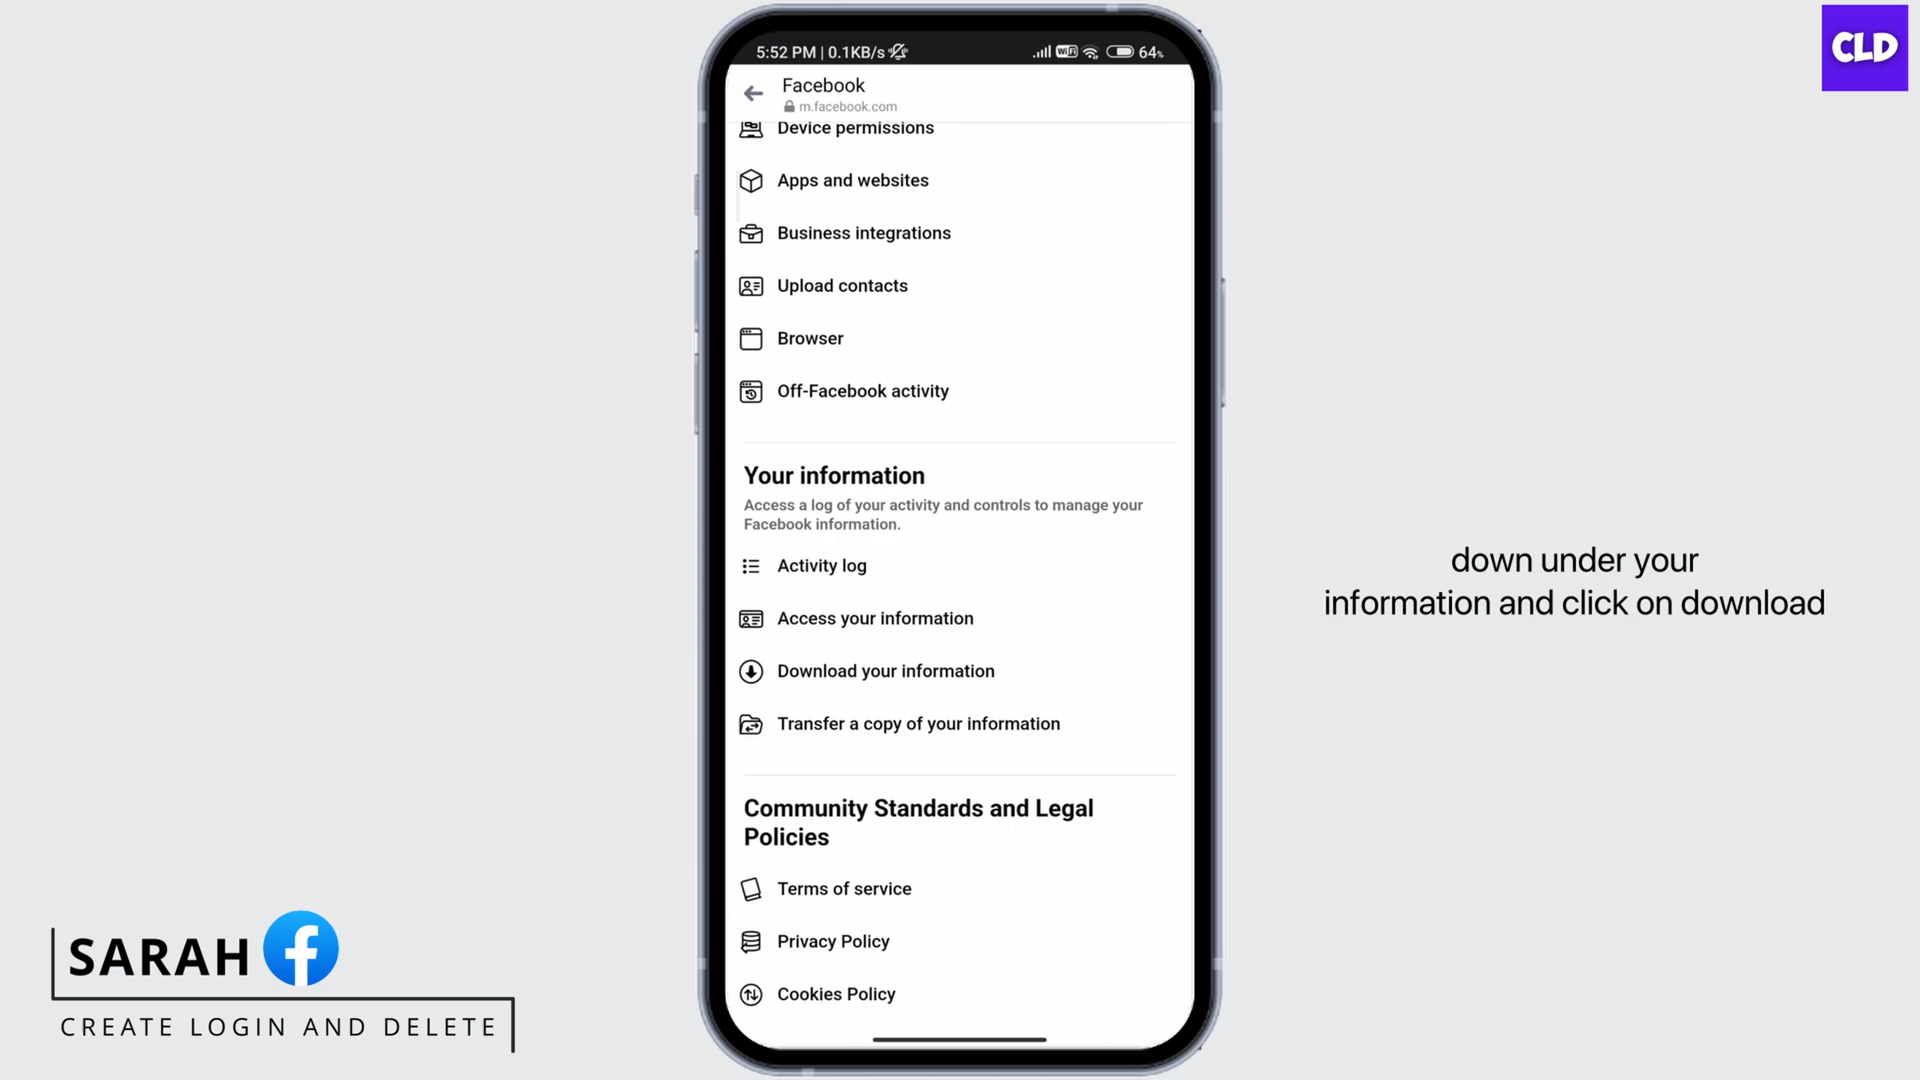 5:52 PM | 0.1KB/s
WiFi
64%
CLD
Facebook
m.facebook.com
Device permissions
Apps and websites
Business integrations
Upload contacts
Browser
Off-Facebook activity
Your information
Access a log of your activity and controls to manage your
Facebook information.
Activity log
Access your information
Download your information
Transfer a copy of your information
Community Standards and Legal
Policies
Terms of service
Privacy Policy
Cookies Policy
down under your
information and click on download
SARAH
CREATE LOGIN AND DELETE